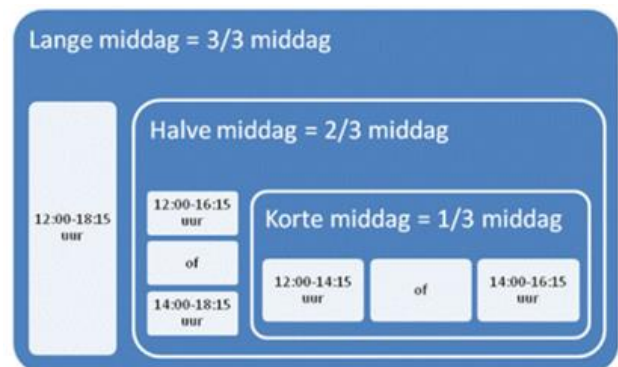 Lange middag = 3/3 middag
12:00-18:15
uur
Halve middag = 2/3 middag
12:00-16:15
uur
of
14:00-18:15
uur
Korte middag = 1/3 middag
12:00-14:15
uur
of
14:00-16:15
uur